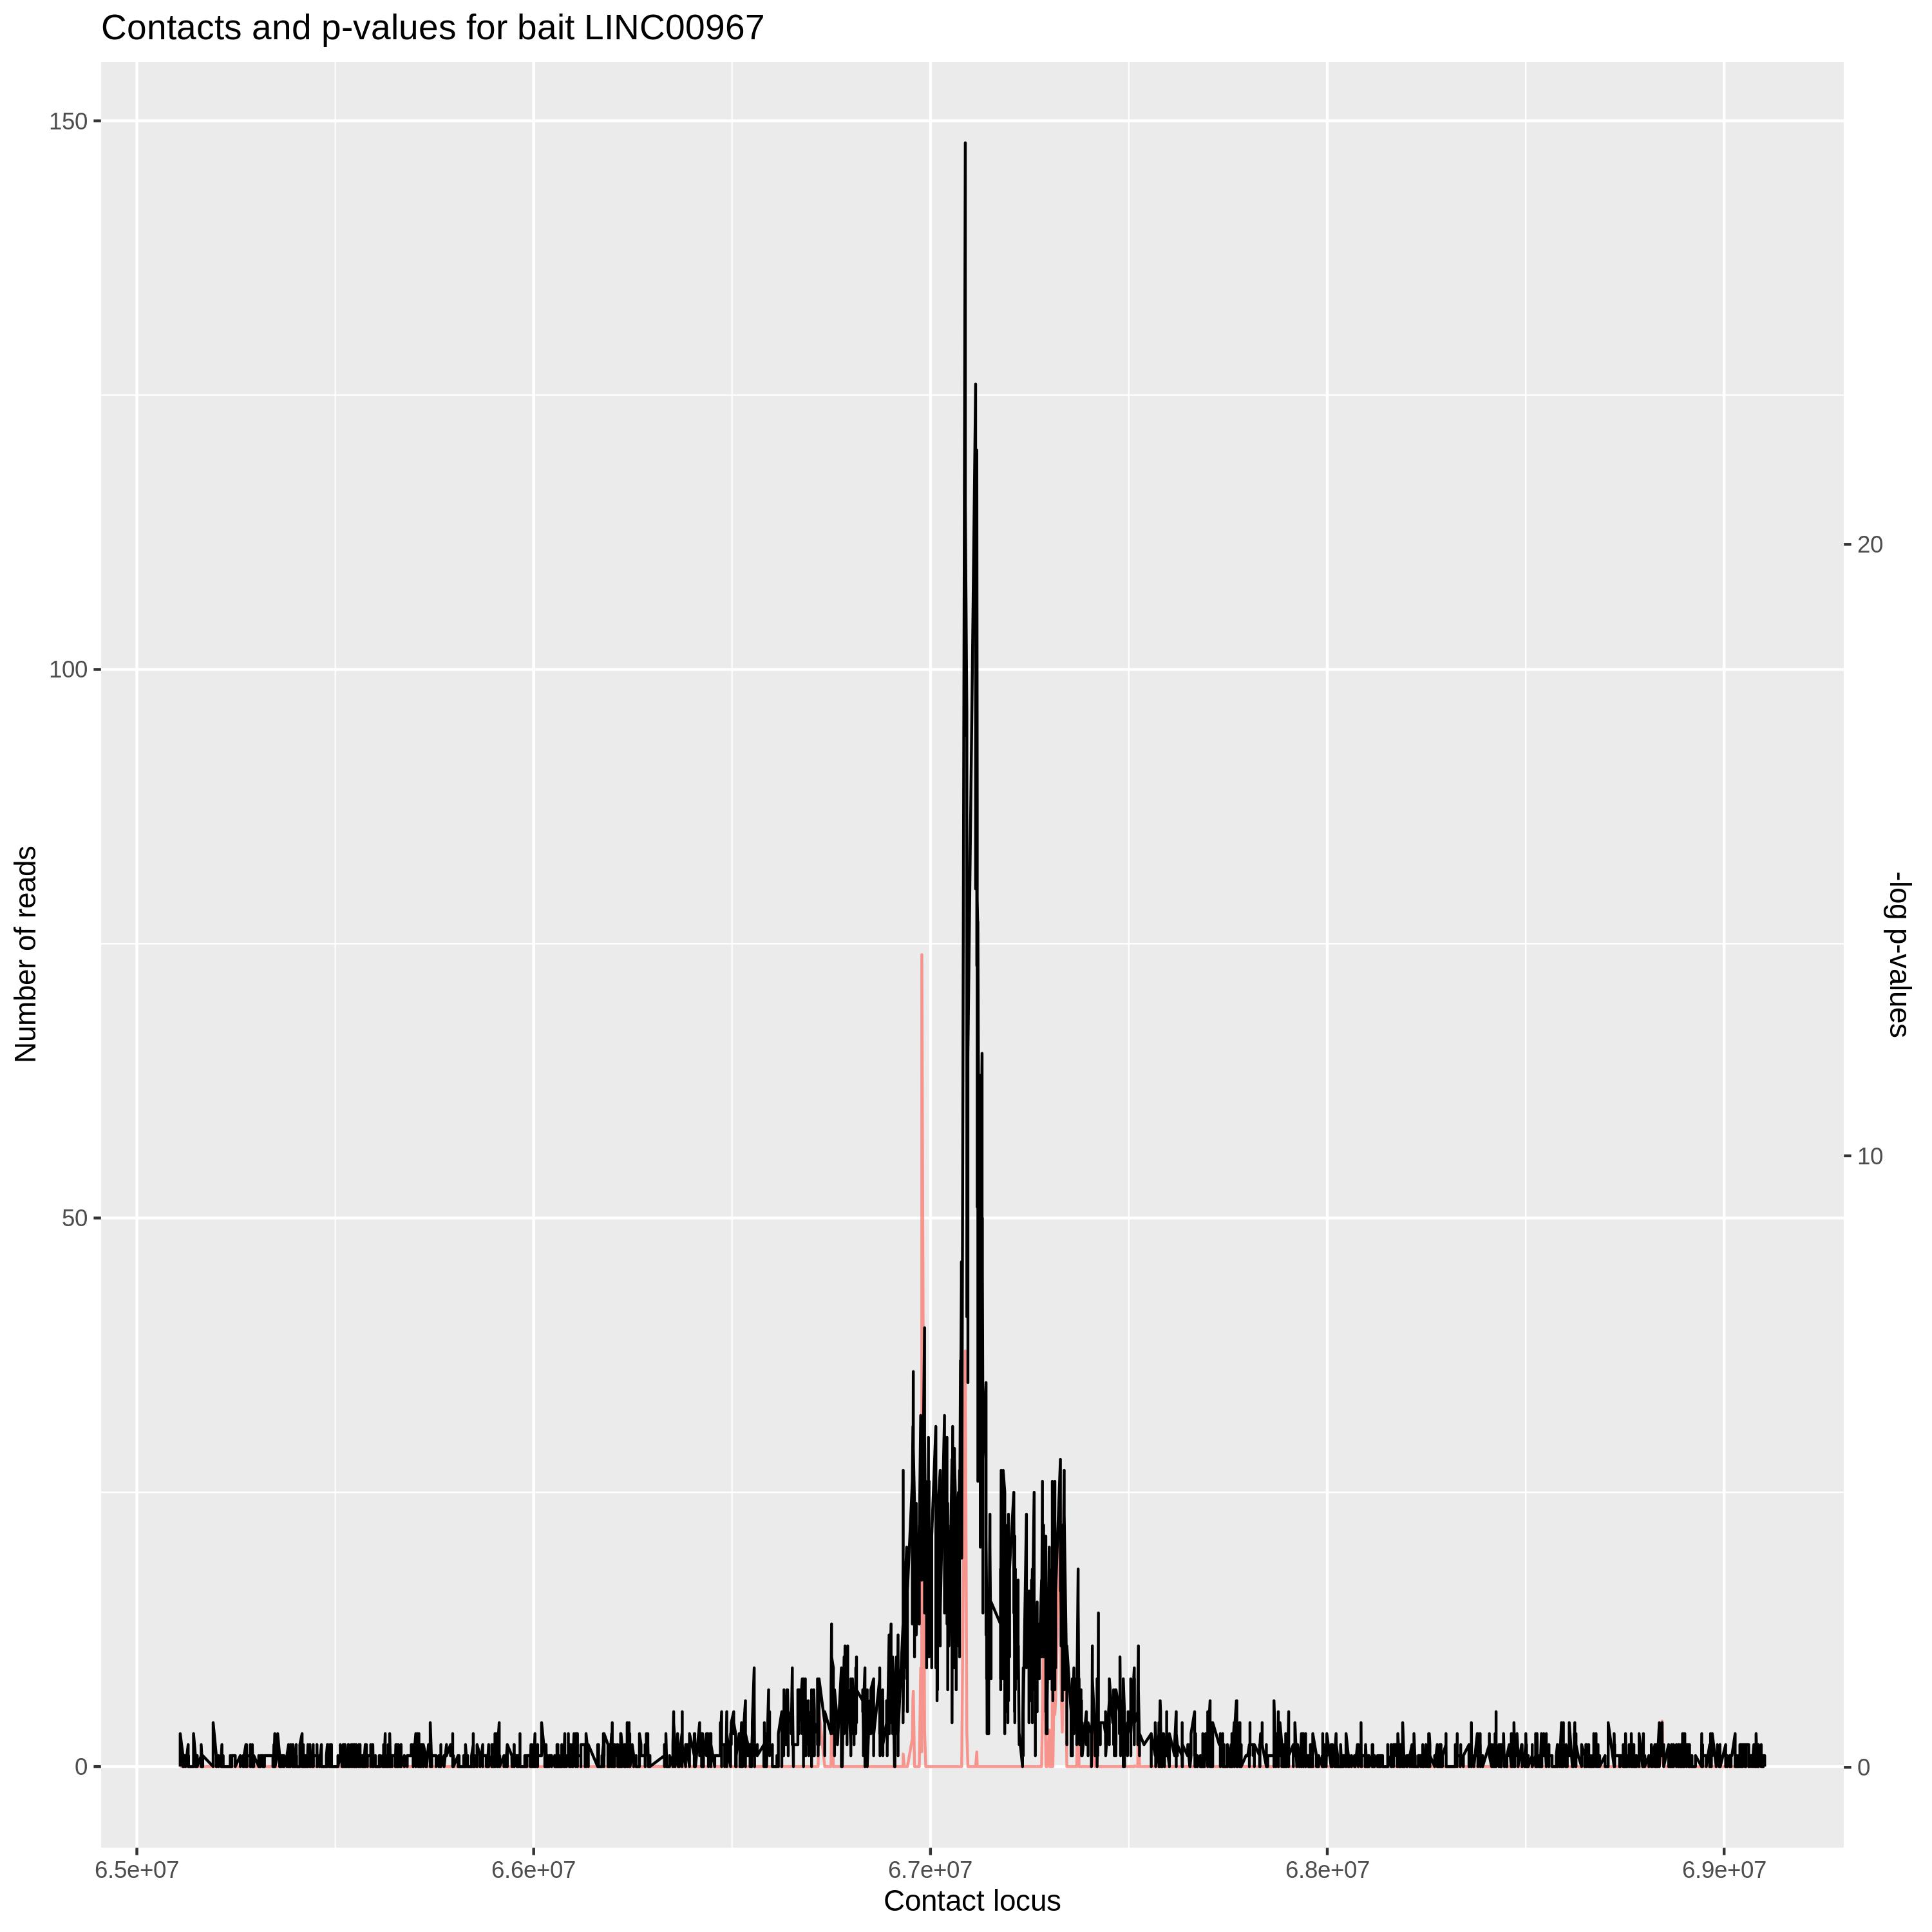 Contacts and p-values for bait LINC00967
150
100
50
0
Number of reads
20
10
0
-log p-values
6.5e+07
6.6e+07
6.7e+07
6.8e+07
6.9e+07
Contact locus